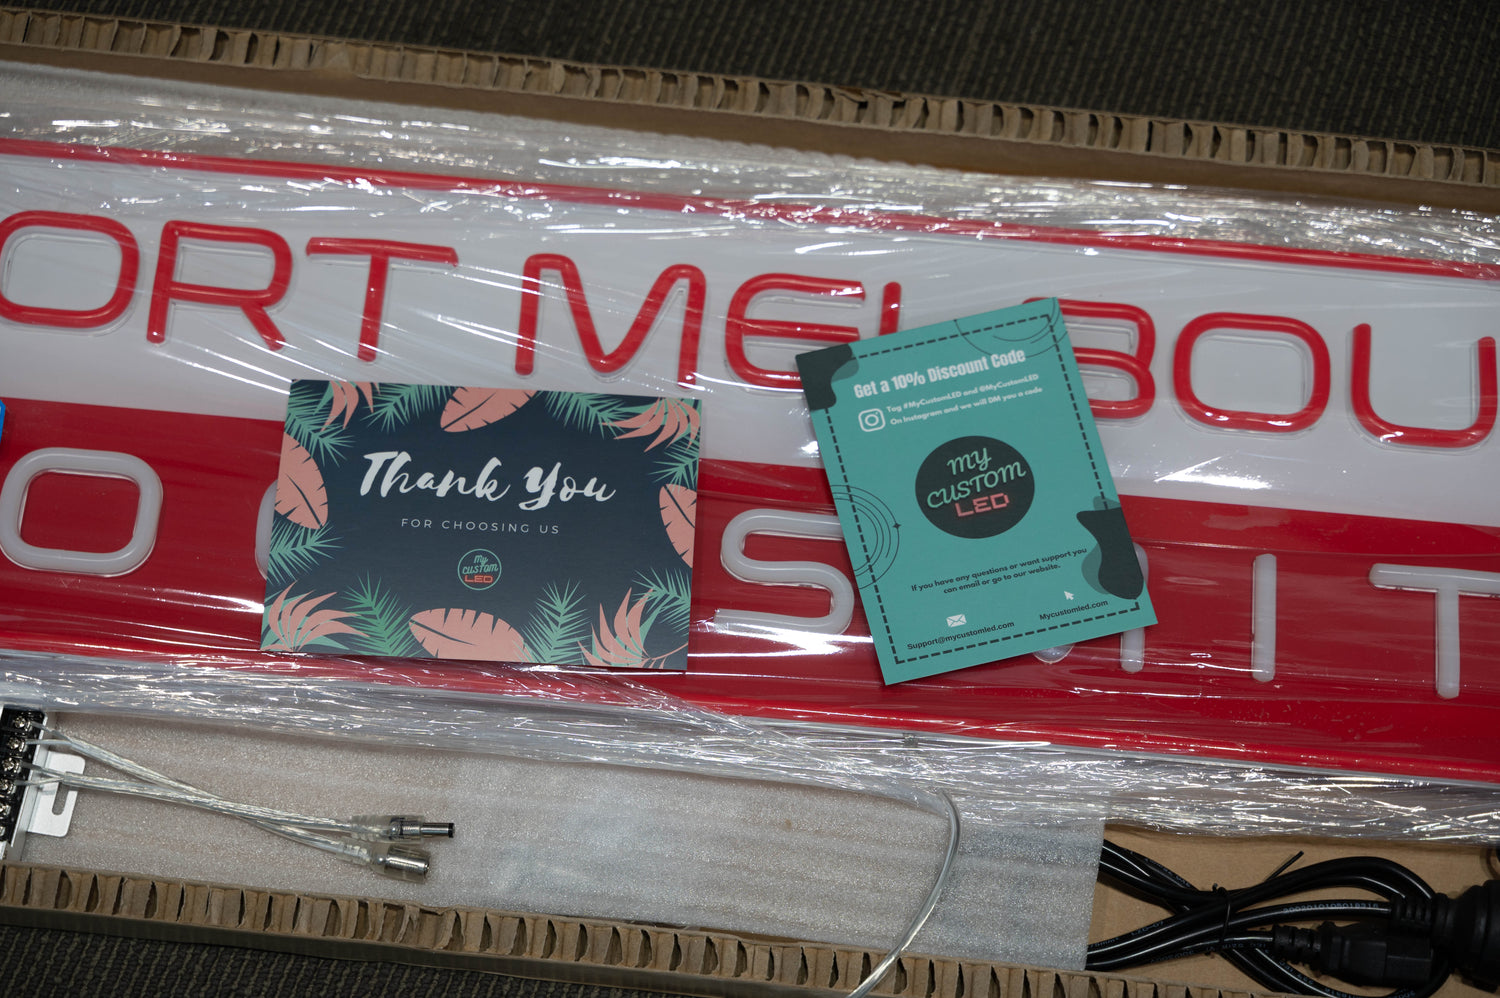 ORT MEL BOU
O S I T
Thank You
FOR CHOOSING US
My
CUSTOM
LED
Get a 10% Discount Code
Tag #MyCustomLED and @MyCustomLED
On Instagram and we will DM you a code
my
CUSTOM
LED
If you have any questions or want support you
can email or go to our website.
Support@mycustomled.com
Mycustomled.com